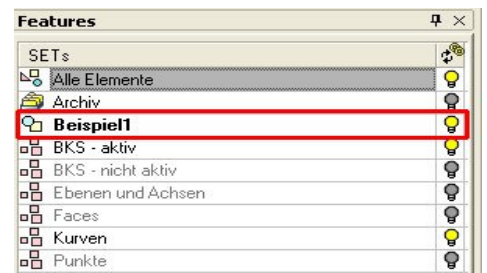 Features
SETs
Alle Elemente
Archiv
Beispiel1
BKS - aktiv
BKS - nicht aktiv
Ebenen und Achsen
Faces
Kurven
Punkte